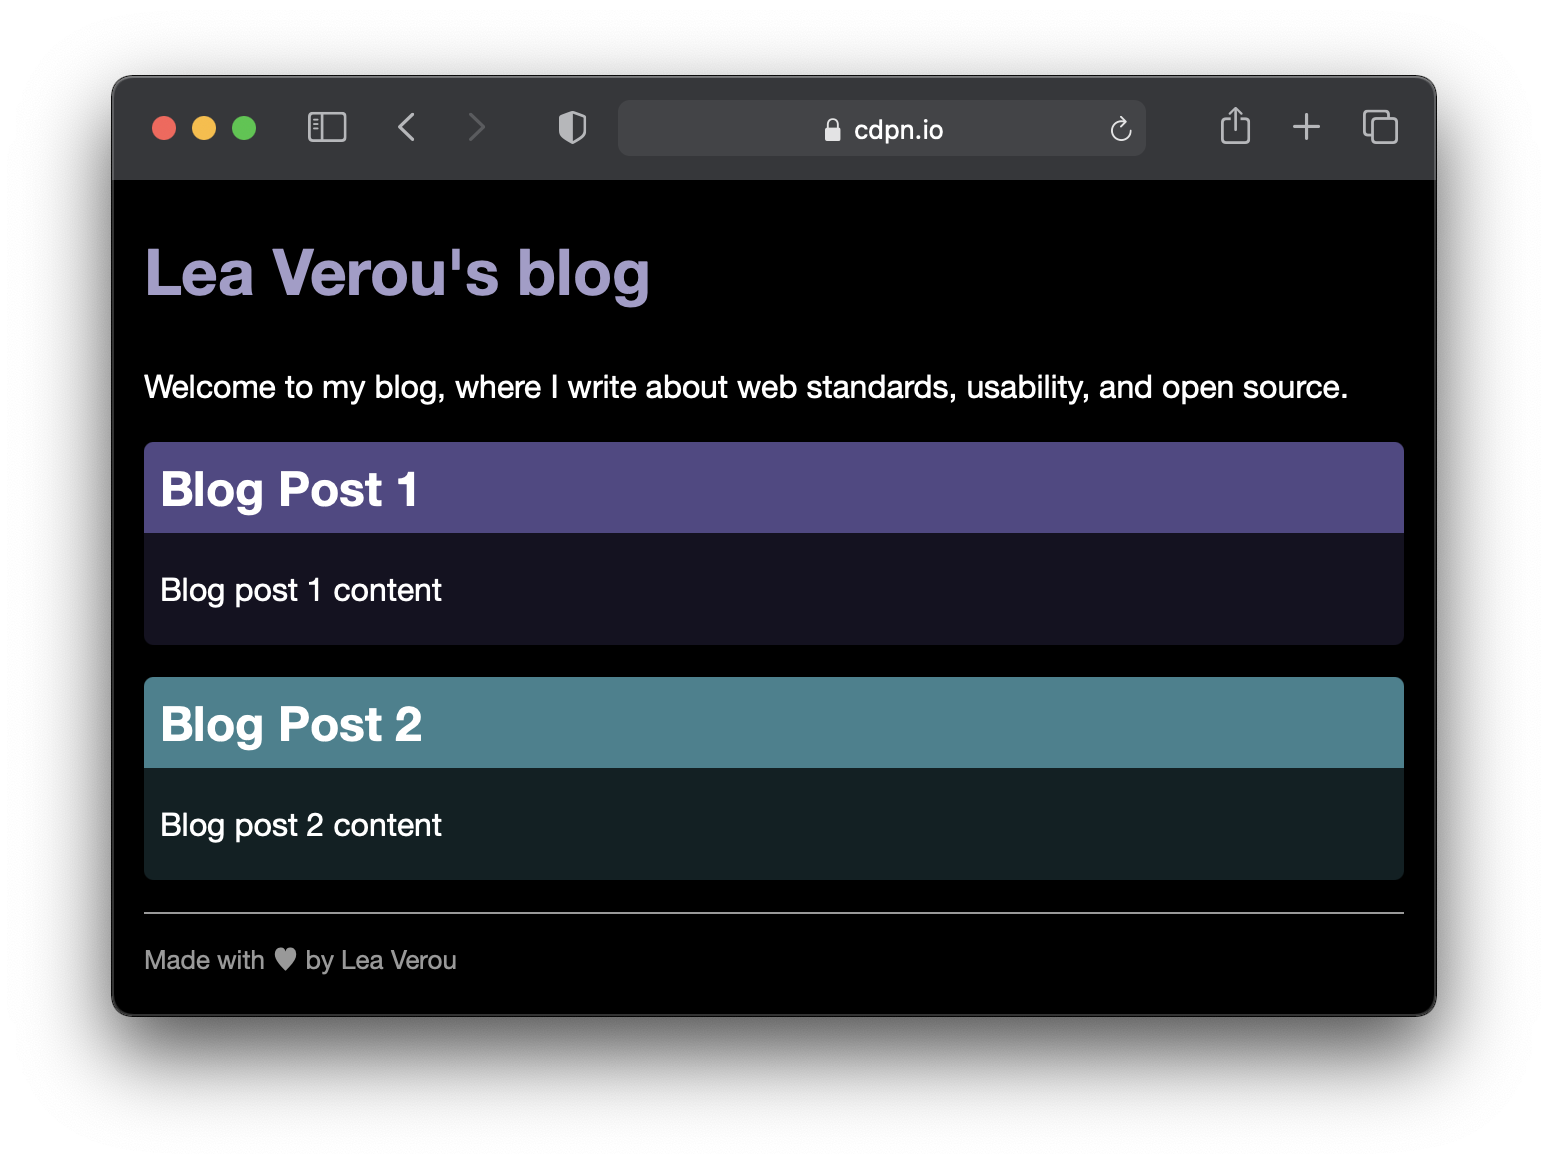 cdpn.io
Lea Verou's blog
Welcome to my blog, where I write about web standards, usability, and open source.
Blog Post 1
Blog post 1 content
Blog Post 2
Blog post 2 content
Made with ♥ by Lea Verou